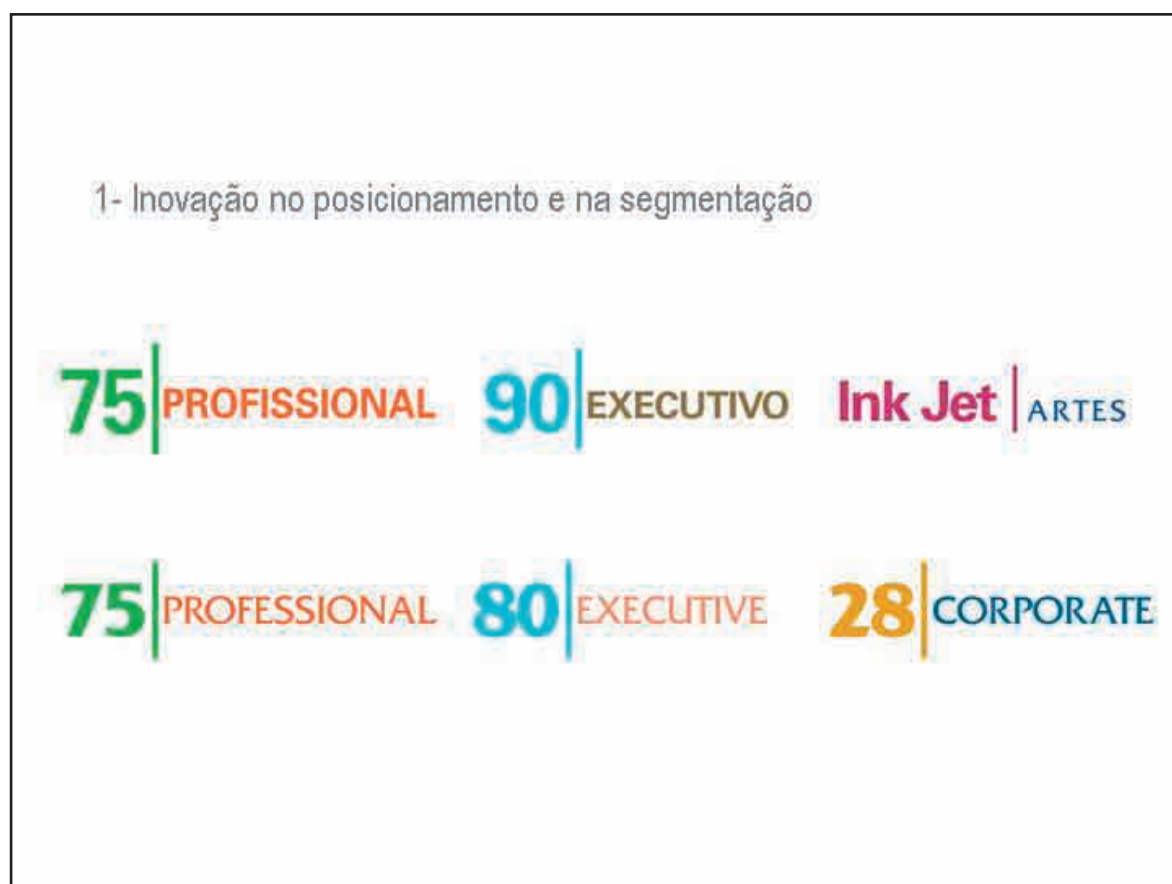 1- Inovação no posicionamento e na segmentação
75 PROFISSIONAL 90 EXECUTIVO Ink Jet ARTES
75 PROFESSIONAL 80 EXECUTIVE 28 CORPORATE